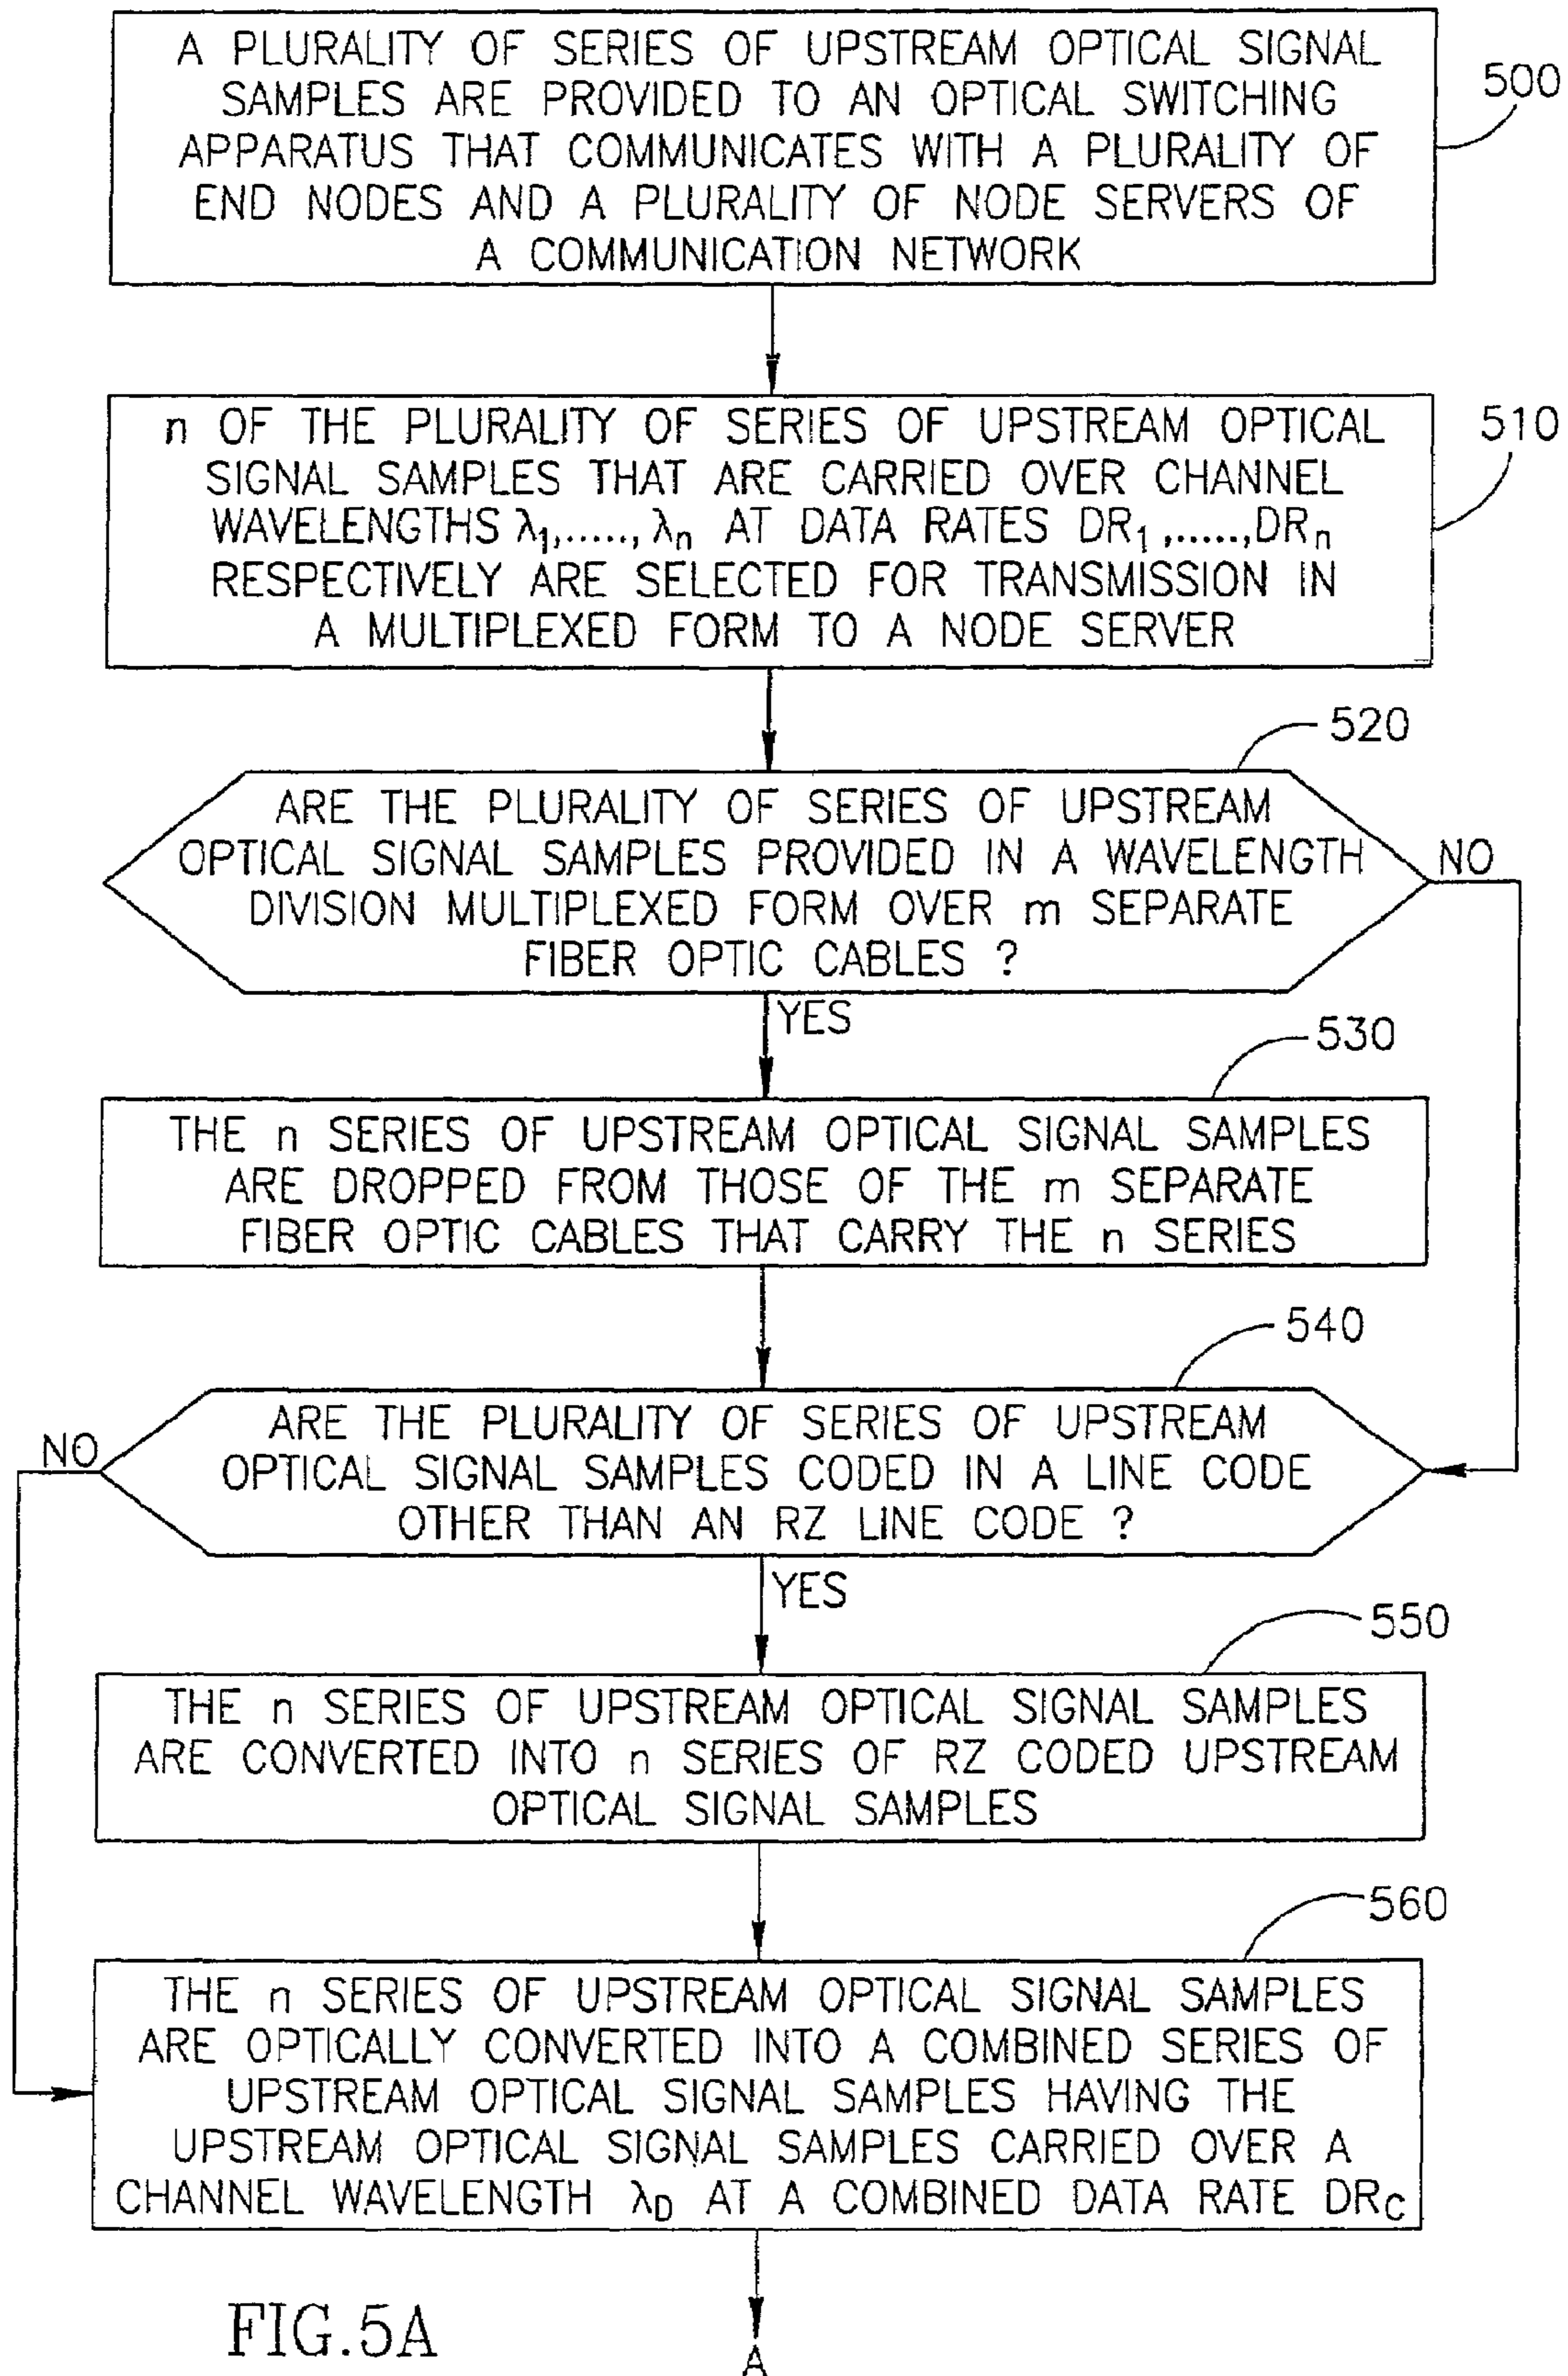 A PLURALITY OF SERIES OF UPSTREAM OPTICAL SIGNAL
SAMPLES ARE PROVIDED TO AN OPTICAL SWITCHING
APPARATUS THAT COMMUNICATES WITH A PLURALITY OF
END NODES AND A PLURALITY OF NODE SERVERS OF
A COMMUNICATION NETWORK
500
n OF THE PLURALITY OF SERIES OF UPSTREAM OPTICAL
SIGNAL SAMPLES THAT ARE CARRIED OVER CHANNEL
WAVELENGTHS λ1,....., λn AT DATA RATES DR1,.....,DRn
RESPECTIVELY ARE SELECTED FOR TRANSMISSION IN
A MULTIPLEXED FORM TO A NODE SERVER
510
520
ARE THE PLURALITY OF SERIES OF UPSTREAM
OPTICAL SIGNAL SAMPLES PROVIDED IN A WAVELENGTH
DIVISION MULTIPLEXED FORM OVER m SEPARATE
FIBER OPTIC CABLES ?
NO
YES
530
THE n SERIES OF UPSTREAM OPTICAL SIGNAL SAMPLES
ARE DROPPED FROM THOSE OF THE m SEPARATE
FIBER OPTIC CABLES THAT CARRY THE n SERIES
540
NO
ARE THE PLURALITY OF SERIES OF UPSTREAM
OPTICAL SIGNAL SAMPLES CODED IN A LINE CODE
OTHER THAN AN RZ LINE CODE ?
YES
550
THE n SERIES OF UPSTREAM OPTICAL SIGNAL SAMPLES
ARE CONVERTED INTO n SERIES OF RZ CODED UPSTREAM
OPTICAL SIGNAL SAMPLES
560
THE n SERIES OF UPSTREAM OPTICAL SIGNAL SAMPLES
ARE OPTICALLY CONVERTED INTO A COMBINED SERIES OF
UPSTREAM OPTICAL SIGNAL SAMPLES HAVING THE
UPSTREAM OPTICAL SIGNAL SAMPLES CARRIED OVER A
CHANNEL WAVELENGTH λD AT A COMBINED DATA RATE DRC
FIG.5A
A